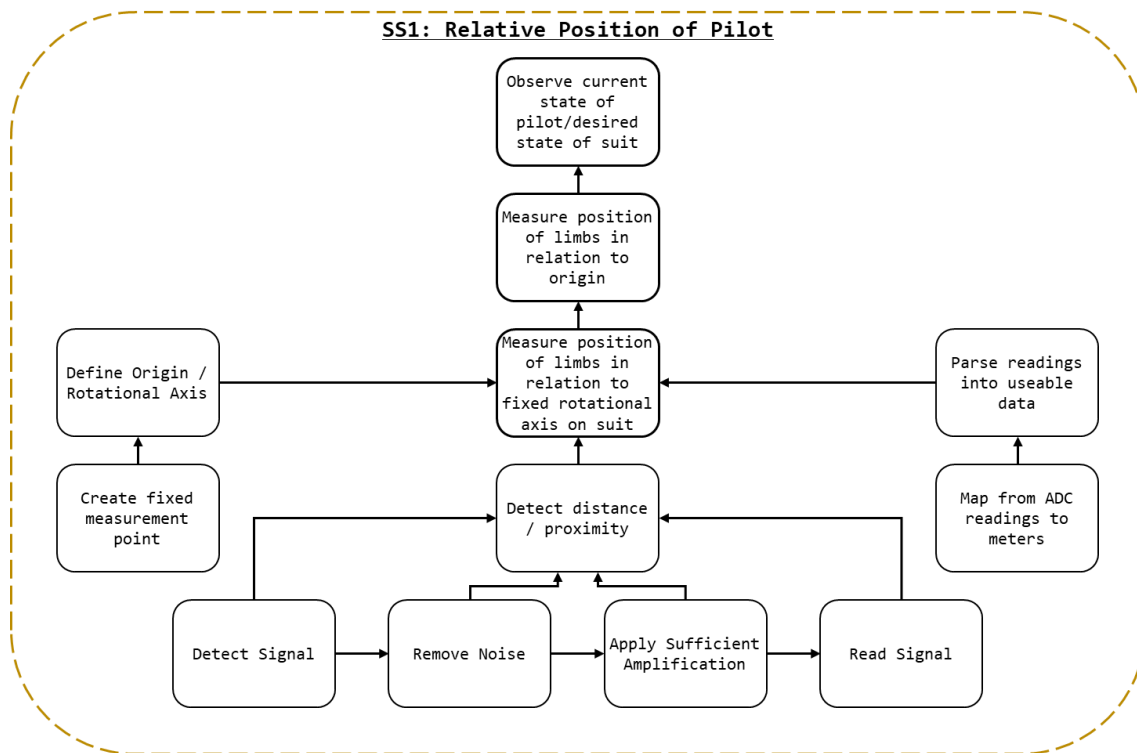 SS1: Relative Position of Pilot
Observe current
state of
pilot/desired
state of suit
Measure position
of limbs in
relation to
origin
Define Origin /
Rotational Axis
Measure position
of limbs in
relation to
fixed rotational
axis on suit
Parse readings
into useable
data
Create fixed
measurement
point
Detect distance
/ proximity
Map from ADC
readings to
meters
Detect Signal
Remove Noise
Apply Sufficient
Amplification
Read Signal